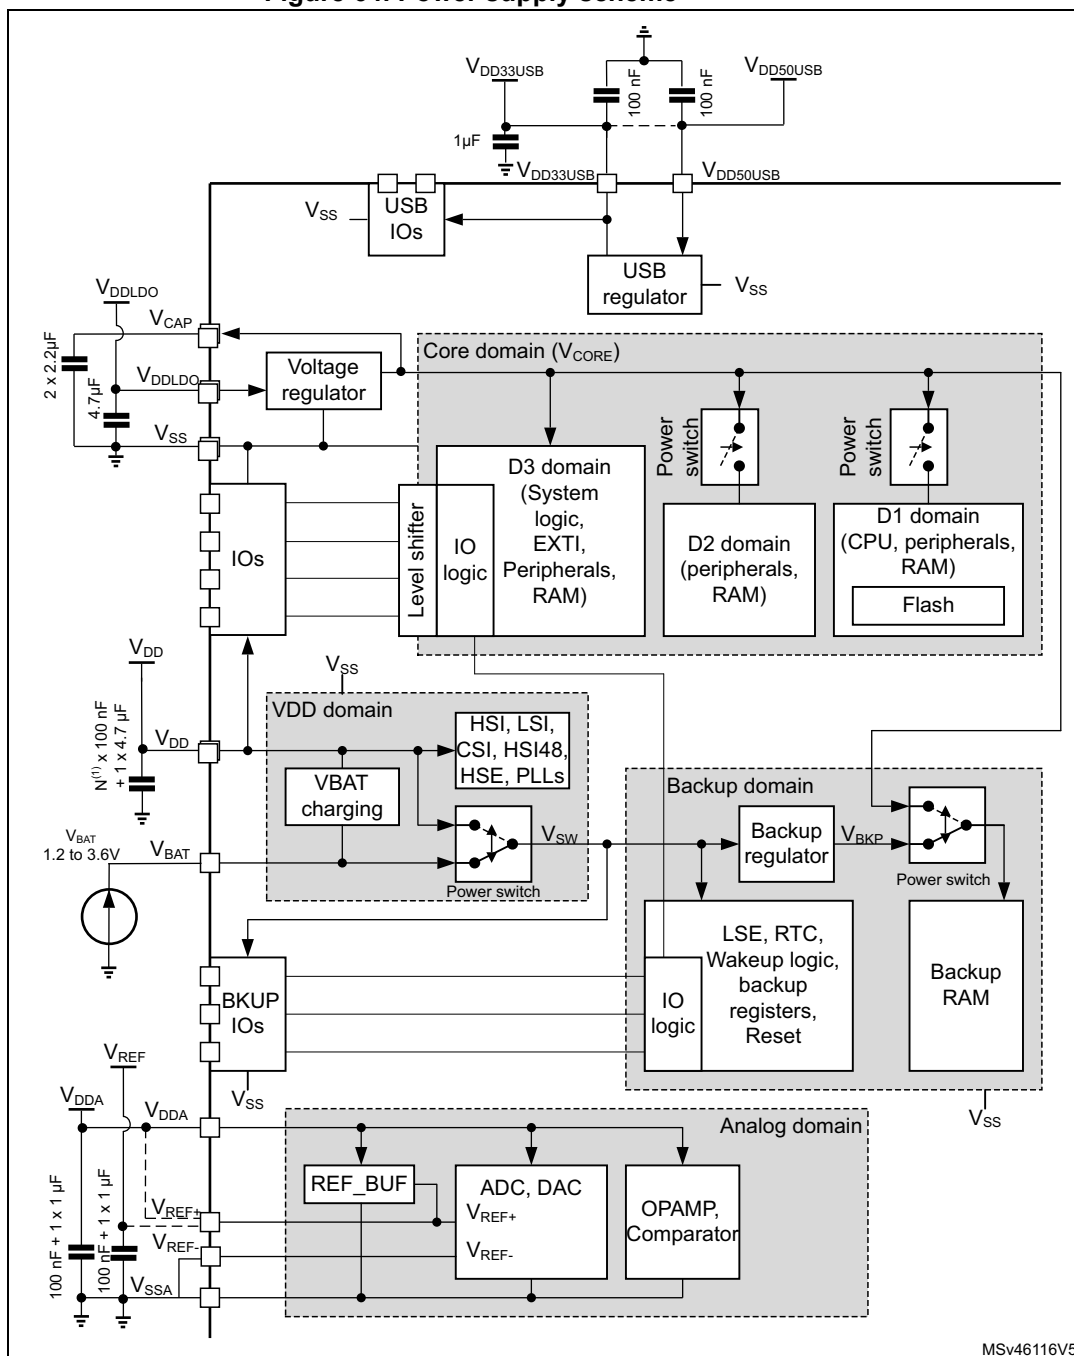 VDD33USB
100 nF
100 nF
VDD50USB
1µF
VDD33USB
VDD50USB
VSS
USB
IOs
USB
regulator
VSS
VDDLDO
VCAP
2 x 2.2µF
4.7µF
VDDLDO
VSS
Voltage
regulator
Core domain (VCORE)
Power
switch
Power
switch
D3 domain
(System
logic,
EXTI,
Peripherals,
RAM)
IO
logic
Level shifter
IOs
D2 domain
(peripherals,
RAM)
D1 domain
(CPU, peripherals,
RAM)
Flash
VDD
N(1) x 100 nF
+ 1 x 4.7 µF
VDD
VSS
VDD domain
HSI, LSI,
CSI, HSI48,
HSE, PLLs
VBAT
charging
Power switch
VSW
VBAT
1.2 to 3.6V
VBAT
Backup domain
Backup
regulator
VBKP
Power switch
LSE, RTC,
Wakeup logic,
backup
registers,
Reset
IO
logic
Backup
RAM
BKUP
IOs
VSS
VSS
VREF
VDDA
VDDA
100 nF + 1 x 1 µF
100 nF + 1 x 1 µF
VREF+
VREF-
VSSA
Analog domain
REF_BUF
ADC, DAC
VREF+
VREF-
OPAMP,
Comparator
MSv46116V5